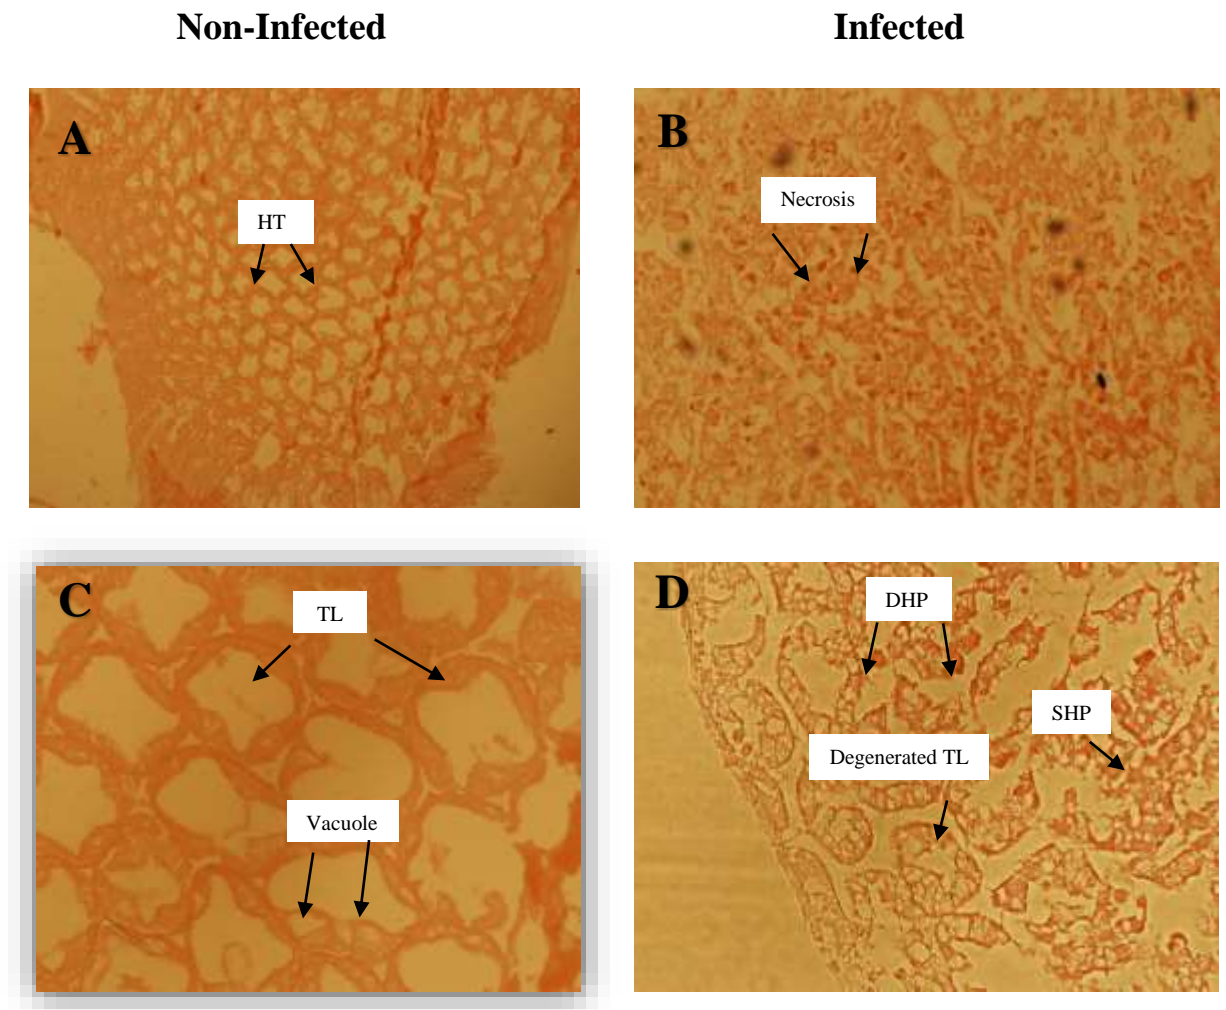 Non-Infected
Infected
A
HT
B
Necrosis
C
TL
Vacuole
D
DHP
SHP
Degenerated TL